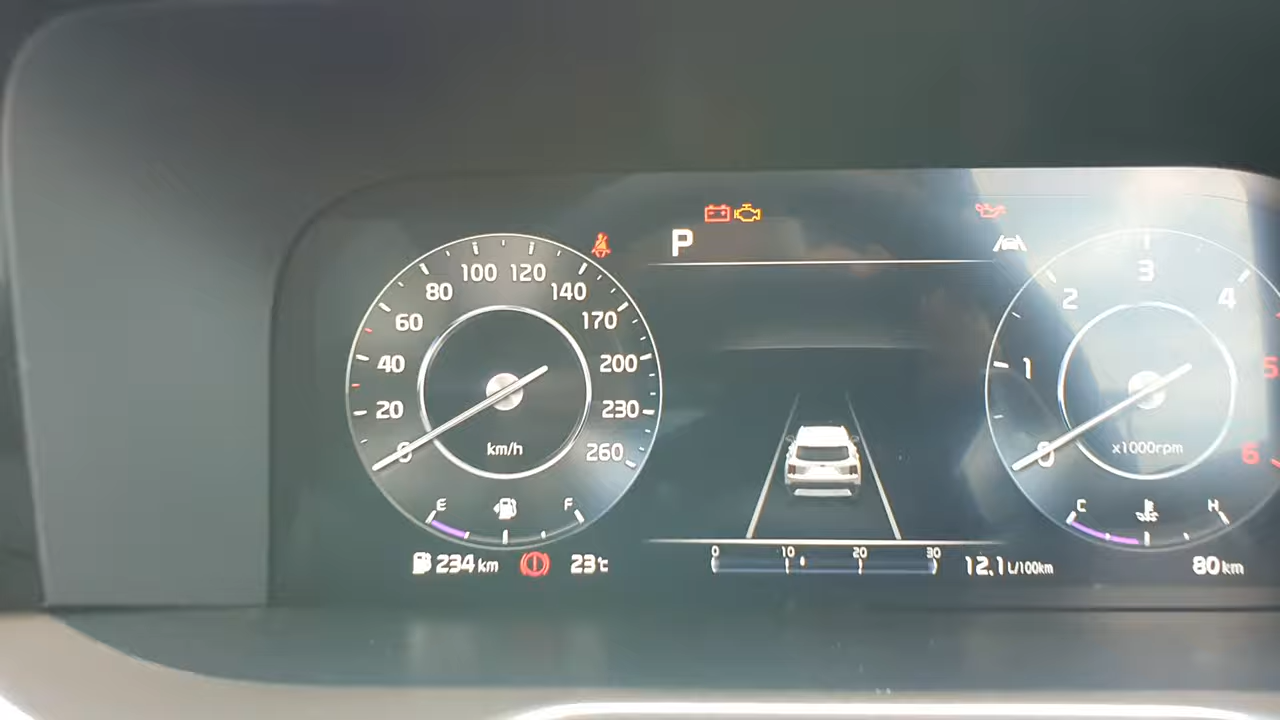 P
100 120
80 140
60 170
40 200
20 230
0 260
km/h
E F
234 km
23℃
0 10 20 30
12.1 L/100km
3
2 4
1 5
0 6
x1000rpm
C H
80 km